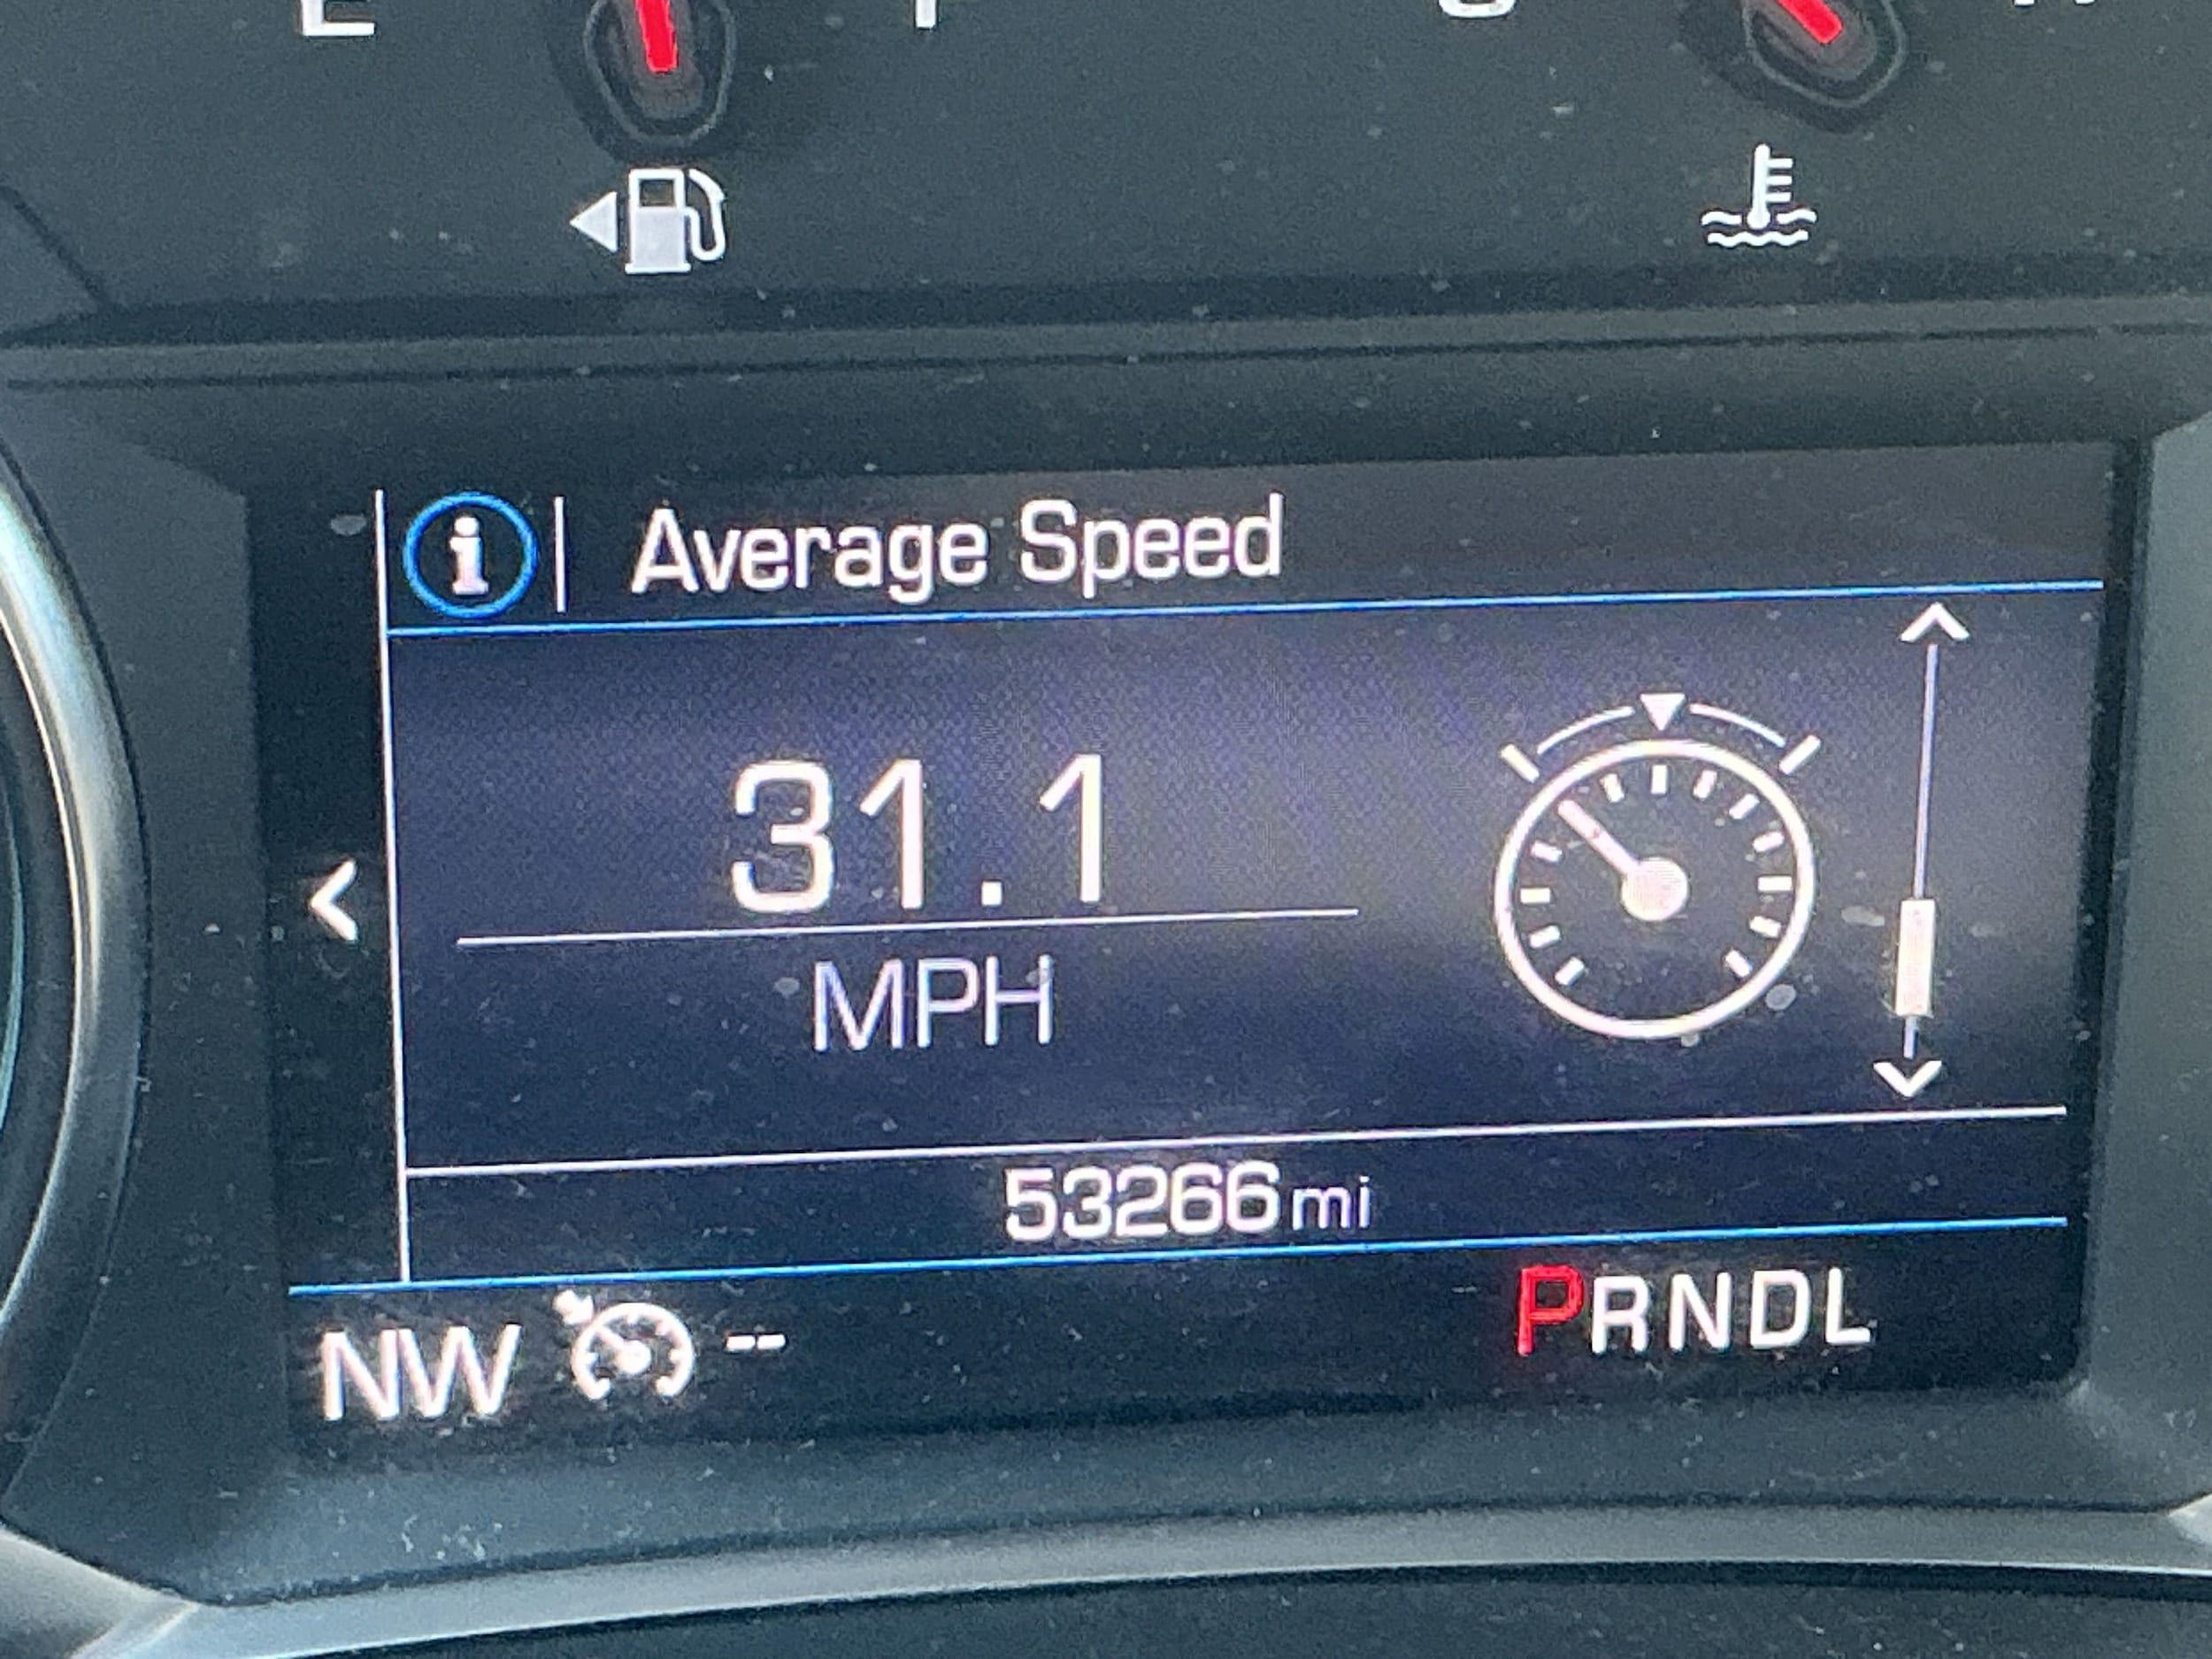 E
Average Speed
31.1
MPH
53266 mi
NW --
PRNDL